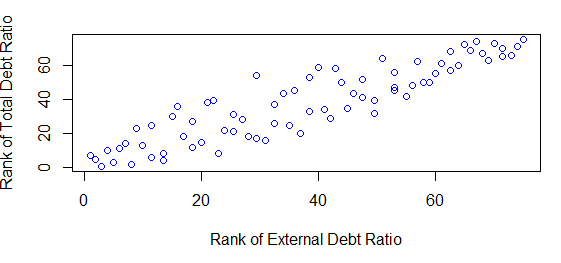 Rank of Total Debt Ratio
60
40
20
0
0 20 40 60
Rank of External Debt Ratio